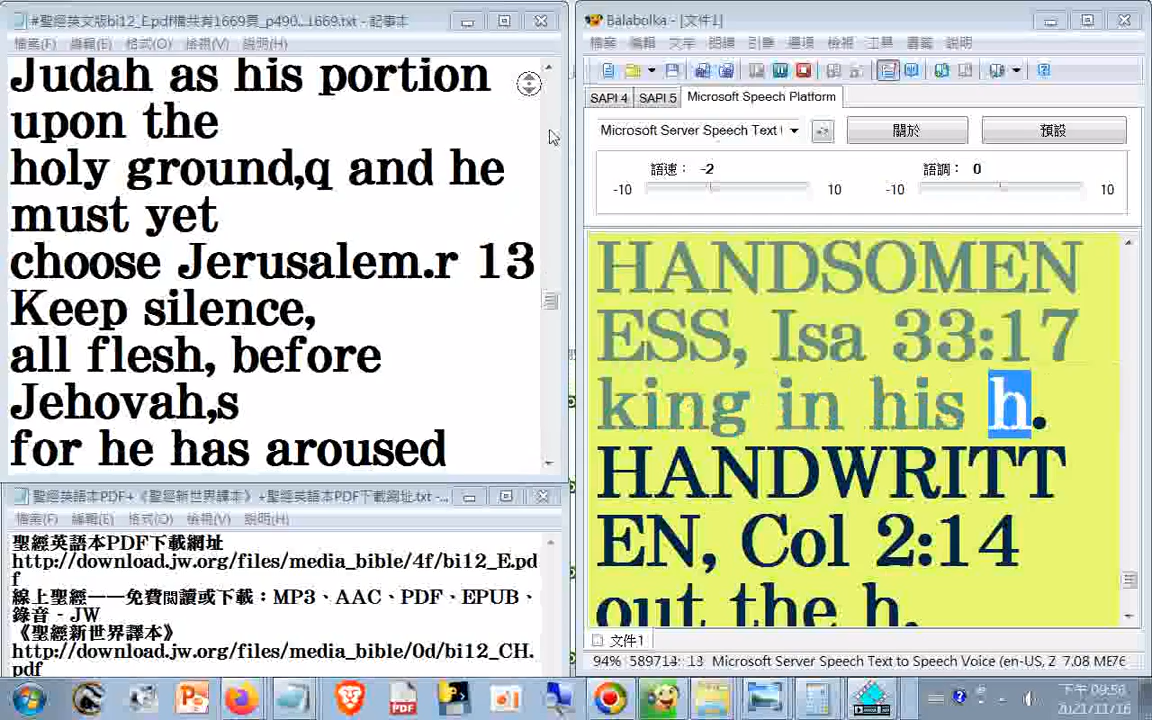 #聖經英文版bi12_E.pdf檔共有1669頁_p490...1669.txt - 記事本
檔案(F) 編輯(E) 格式(O) 檢視(V) 說明(H)
Judah as his portion
upon the
holy ground,q and he
must yet
choose Jerusalem.r 13
Keep silence,
all flesh, before
Jehovah,s
for he has aroused
聖經英語本PDF+《聖經新世界譯本》+聖經英語本PDF下載網址.txt - ...
檔案(F) 編輯(E) 格式(O) 檢視(V) 說明(H)
聖經英語本PDF下載網址
http://download.jw.org/files/media_bible/4f/bi12_E.pd
f
線上聖經——免費閱讀或下載：MP3、AAC、PDF、EPUB、
錄音 - JW
《聖經新世界譯本》
http://download.jw.org/files/media_bible/0d/bi12_CH.
pdf
Balabolka - [文件1]
檔案 編輯 文字 朗讀 引擎 選項 檢視 工具 書籤 說明
SAPI 4 SAPI 5 Microsoft Speech Platform
Microsoft Server Speech Text 關於 預設
語速： -2 語調： 0
-10 10 -10 10
HANDSOMEN
ESS, Isa 33:17
king in his h.
HANDWRITT
EN, Col 2:14
out the h.
文件1
94% 589714: 13 Microsoft Server Speech Text to Speech Voice (en-US, Z 7.08 ME
PDF
2021/11/16